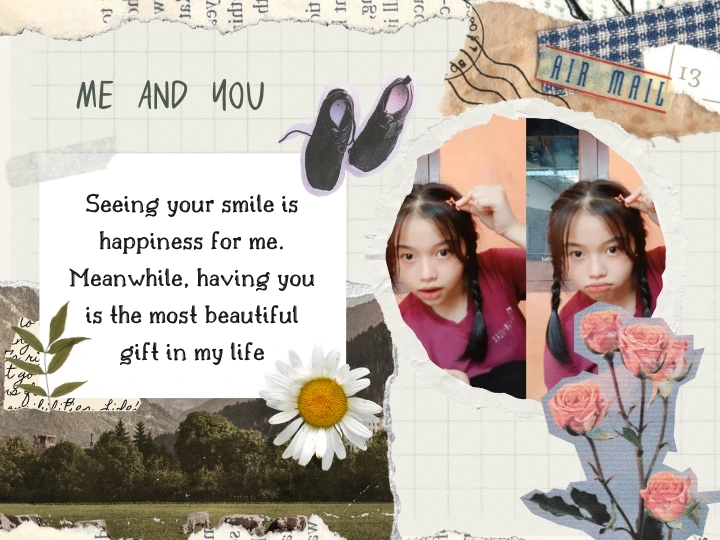 AIR MAIL
13
ME AND YOU
Seeing your smile is
happiness for me.
Meanwhile, having you
is the most beautiful
gift in my life